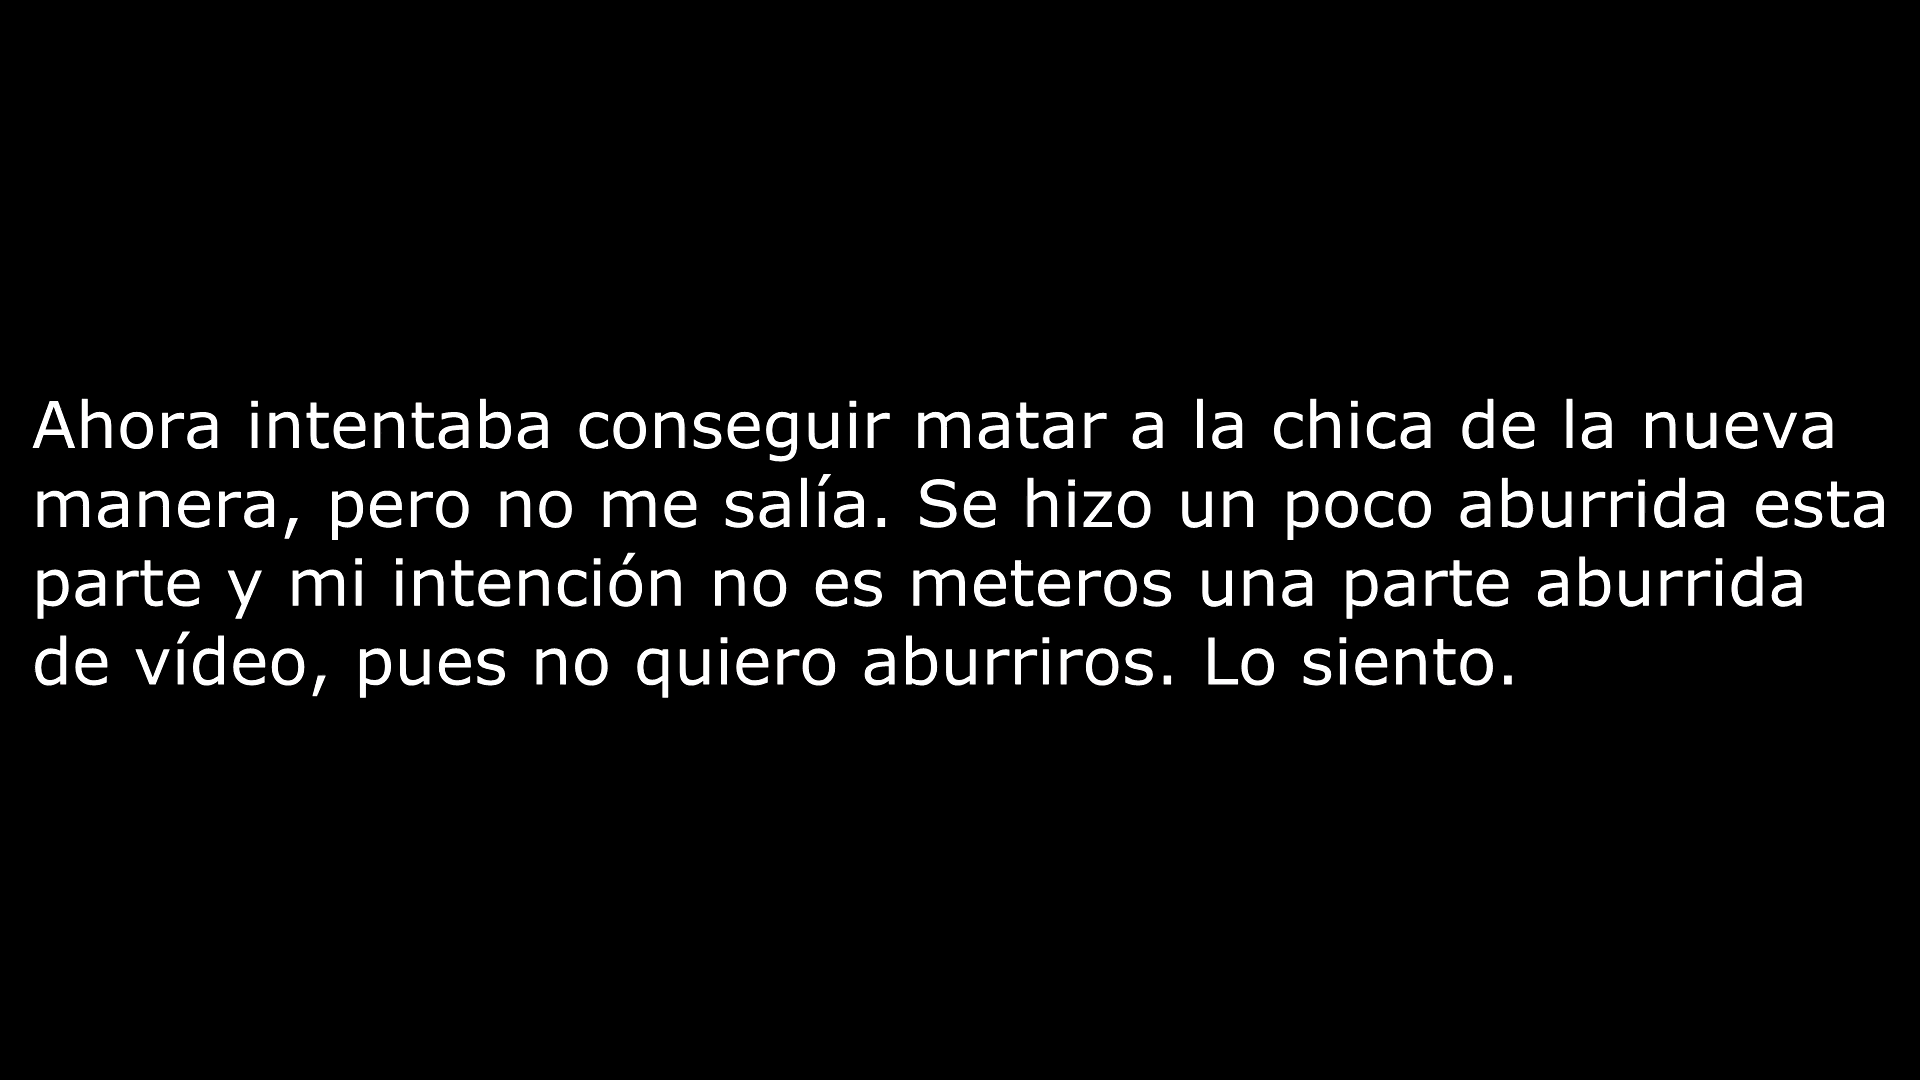 Ahora intentaba conseguir matar a la chica de la nueva
manera, pero no me salía. Se hizo un poco aburrida esta
parte y mi intención no es meteros una parte aburrida
de vídeo, pues no quiero aburriros. Lo siento.